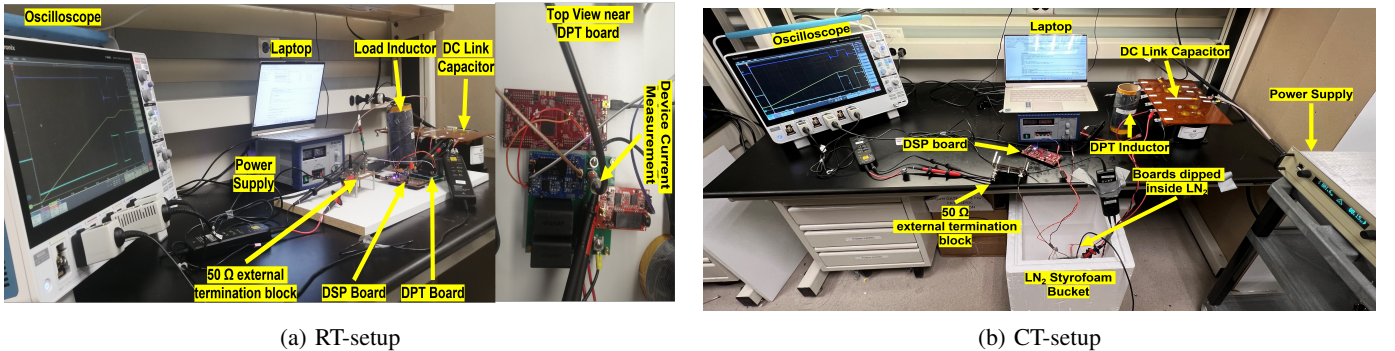 Oscilloscope
Laptop
Load Inductor
DC Link
Capacitor
Power
Supply
50 Ω external
termination block
DSP Board
DPT Board
Top View near
DPT board
Device Current
Measurement
(a) RT-setup
Oscilloscope
Laptop
DC Link Capacitor
Power Supply
DSP board
DPT Inductor
Boards dipped
inside LN₂
50 Ω
external termination
block
LN₂ Styrofoam
Bucket
(b) CT-setup